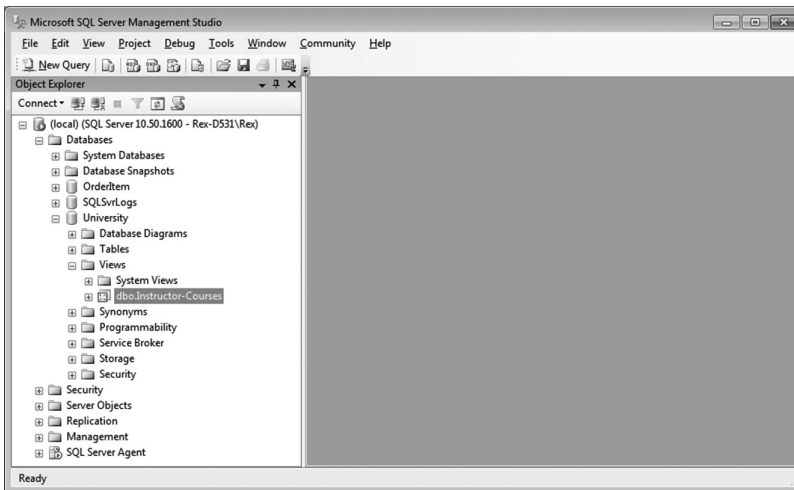 Microsoft SQL Server Management Studio
File Edit View Project Debug Tools Window Community Help
New Query
Object Explorer
Connect
(local) (SQL Server 10.50.1600 - Rex-D531\Rex)
Databases
System Databases
Database Snapshots
OrderItem
SQLSvrLogs
University
Database Diagrams
Tables
Views
System Views
dbo.Instructor-Courses
Synonyms
Programmability
Service Broker
Storage
Security
Security
Server Objects
Replication
Management
SQL Server Agent
Ready